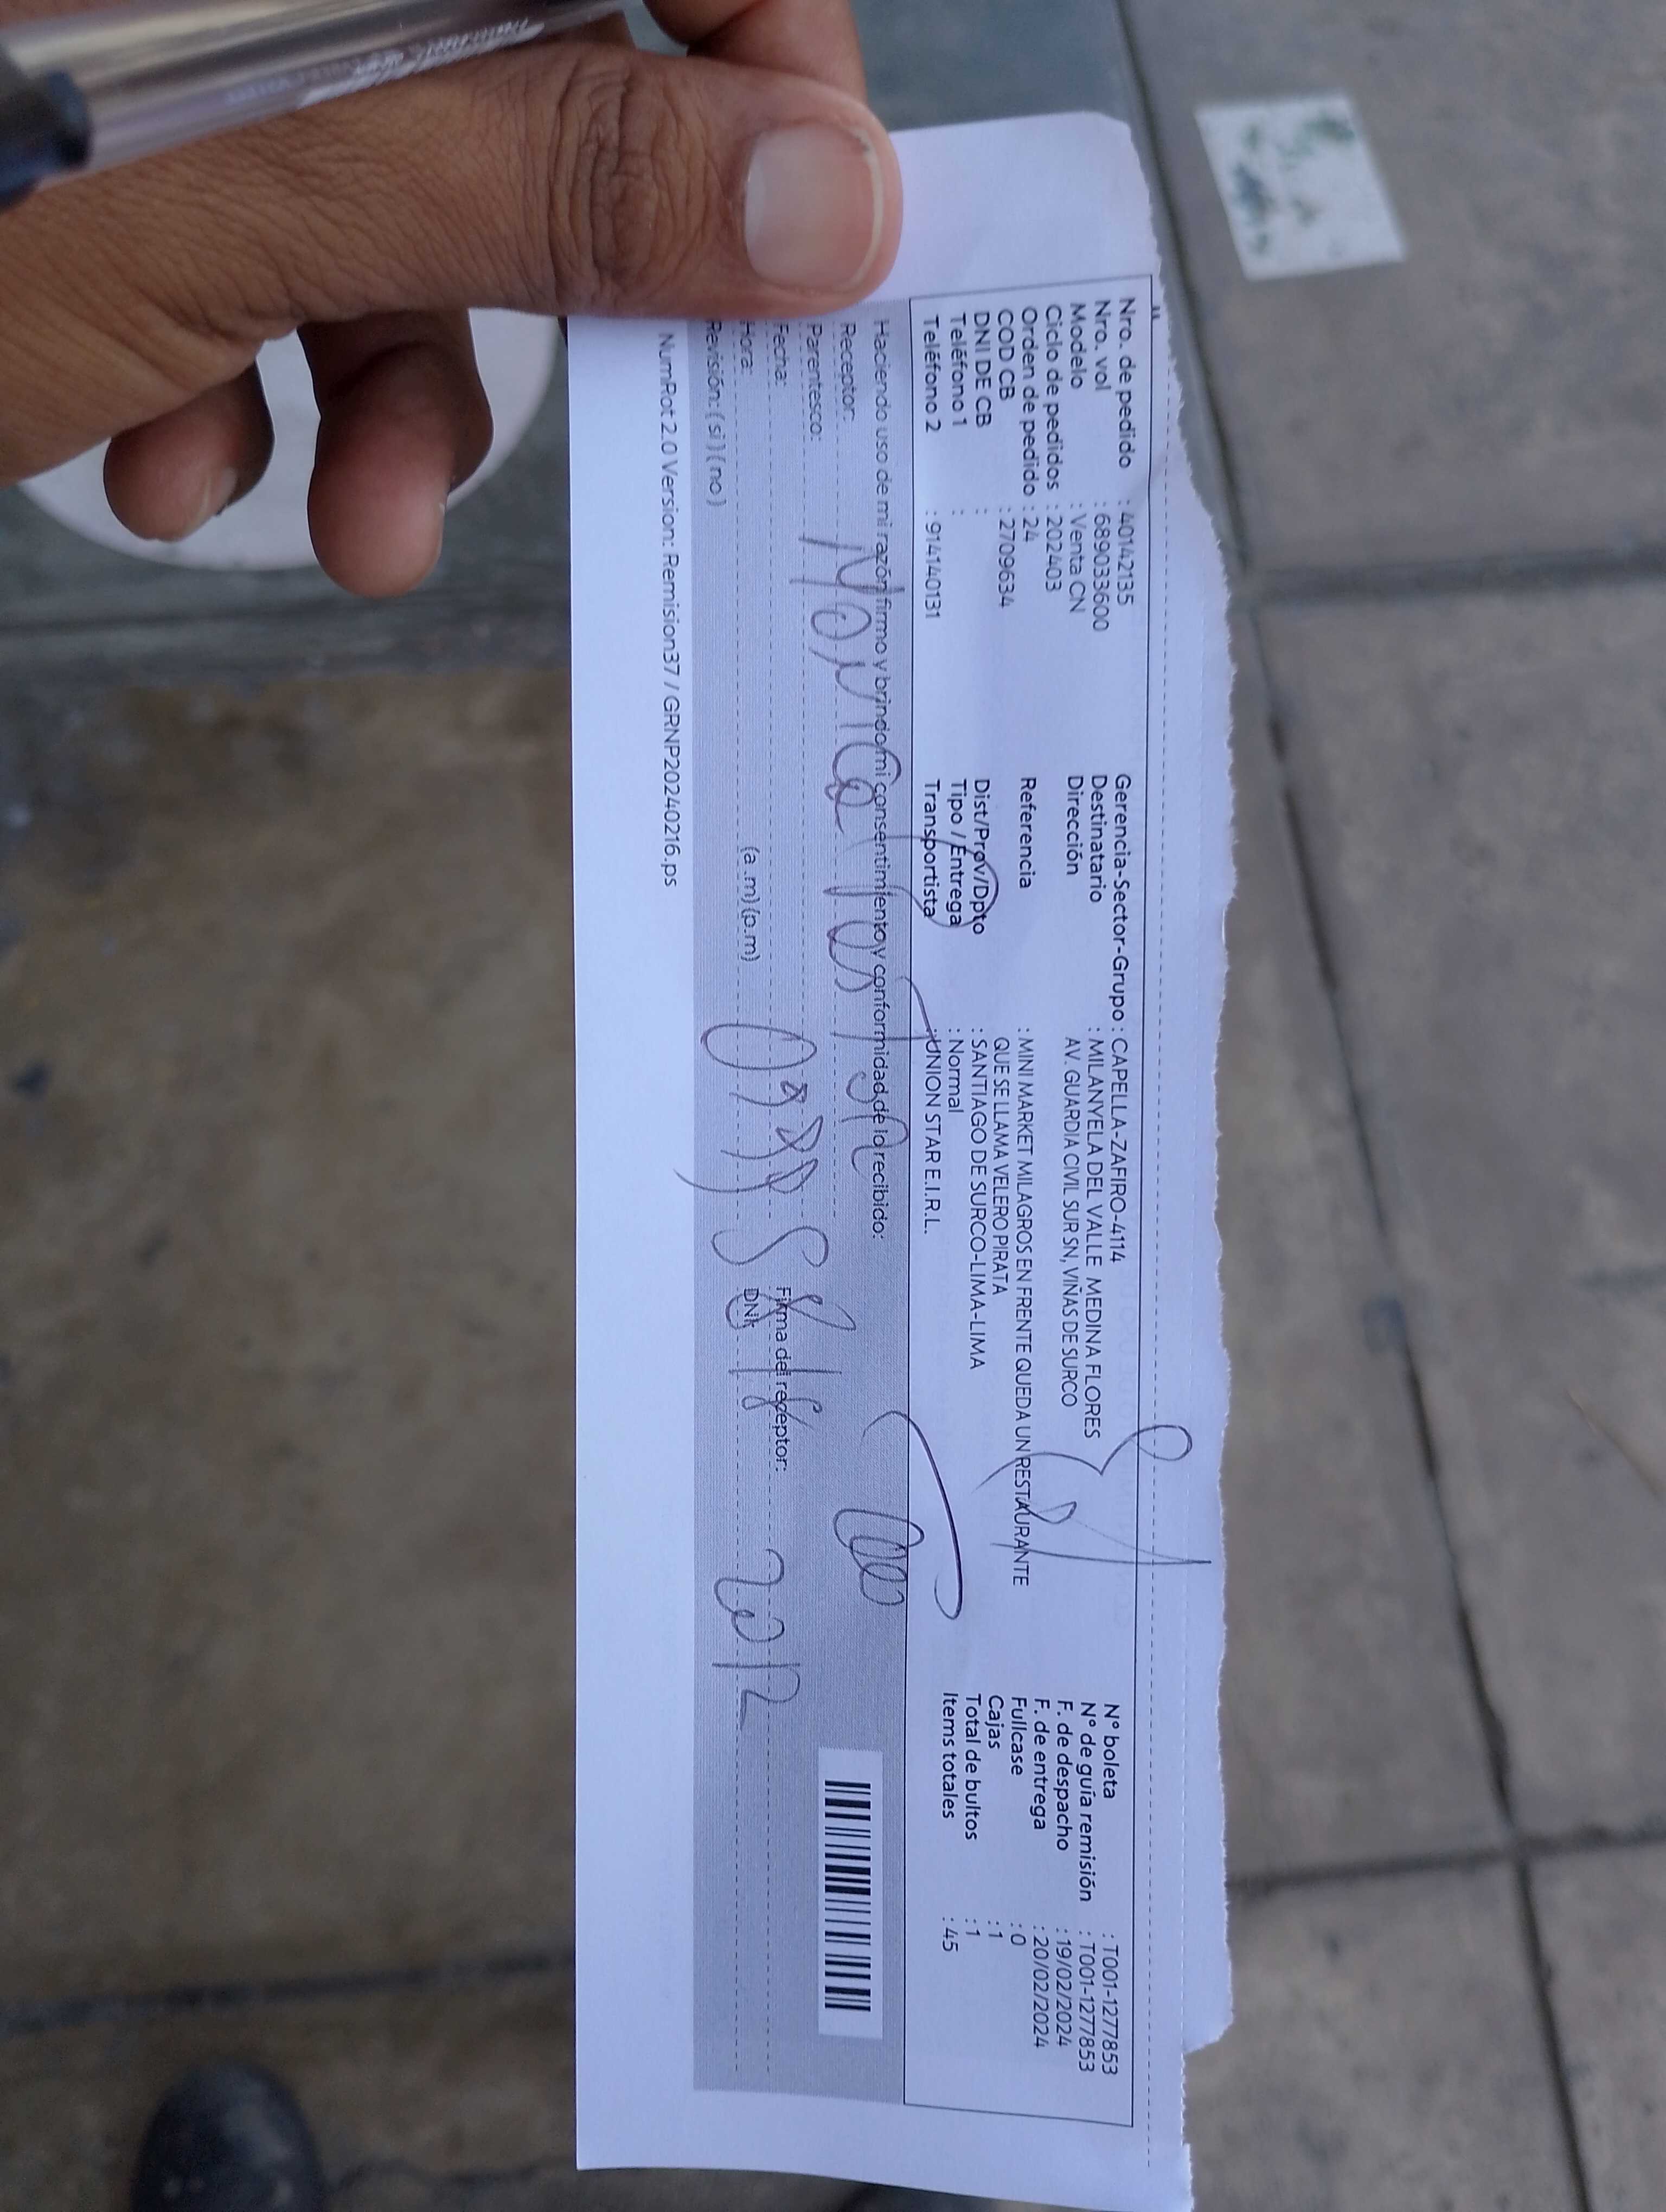 Nro. de pedido : 40142135
Nro. vol : 689033600
Modelo : Venta CN
Ciclo de pedidos : 202403
Orden de pedido : 24
COD CB : 2709634
DNI DE CB :
Teléfono 1 :
Teléfono 2 : 914140131
Gerencia-Sector-Grupo : CAPELLA-ZAFIRO-4114
Destinatario : MILANYELA DEL VALLE MEDINA FLORES
Dirección AV. GUARDIA CIVIL SUR SN, VIÑAS DE SURCO
Referencia : MINI MARKET MILAGROS EN FRENTE QUEDA UN RESTAURANTE
QUE SE LLAMA VELERO PIRATA
Dist/Prov/Dpto : SANTIAGO DE SURCO-LIMA-LIMA
Tipo / Entrega : Normal
Transportista : UNION STAR E.I.R.L.
N° boleta : T001-1277853
N° de guía remisión : T001-1277853
F. de despacho : 19/02/2024
F. de entrega : 20/02/2024
Fullcase : 0
Cajas : 1
Total de bultos : 1
Items totales : 45
Haciendo uso de mi razón firmo y brindo mi consentimiento y conformidad de lo recibido:
Receptor:
Parentesco:
Fecha:
Firma del receptor:
Hora: (a.m) (p.m)
DNI:
Revisión: ( si ) ( no )
NumRot 2.0 Version: Remision37 / GRNP20240216.ps